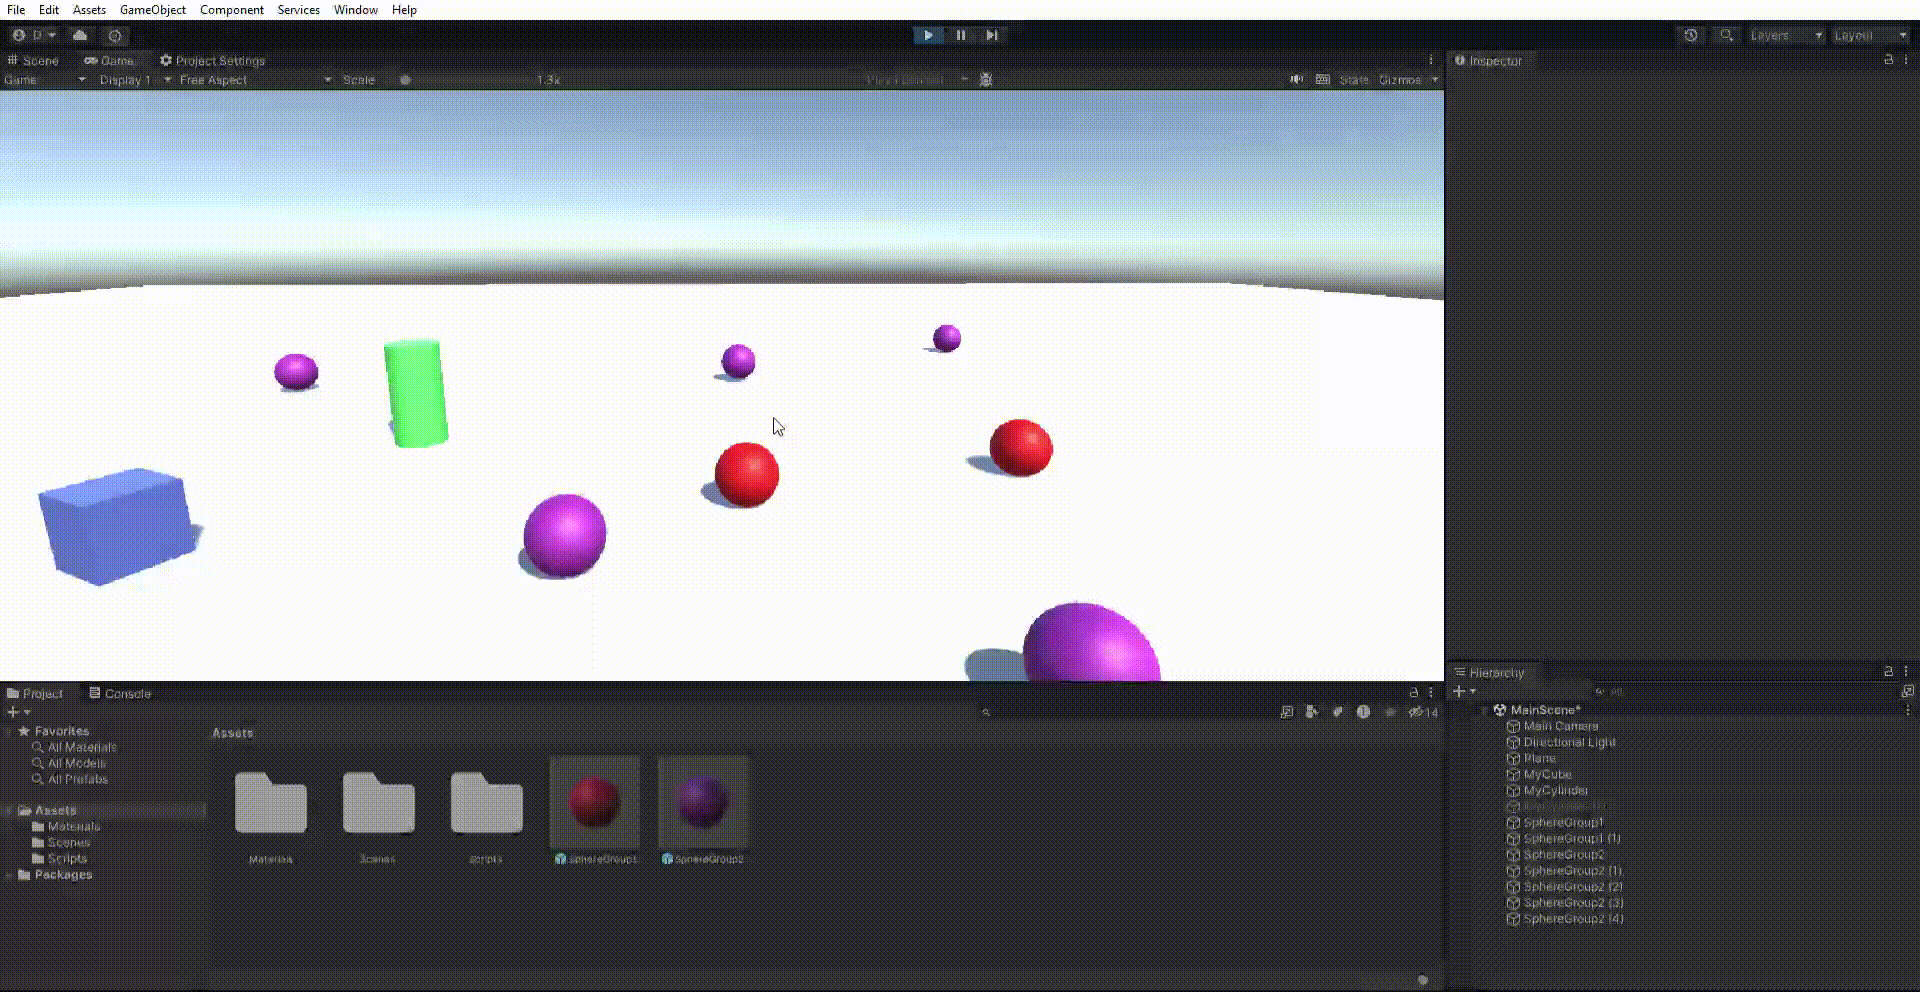 File Edit Assets GameObject Component Services Window Help
D
Layers Layout
Scene Game Project Settings
Inspector
Game Display 1 Free Aspect Scale 1.3x
Stats Gizmos
Project Console
14
Favorites
All Materials
All Models
All Prefabs
Assets
Materials
Scenes
Scripts
Packages
Assets
Materials Scenes Scripts SphereGroup1 SphereGroup2
Hierarchy
All
MainScene*
Main Camera
Directional Light
Plane
MyCube
MyCylinder
SphereGroup1
SphereGroup1 (1)
SphereGroup2
SphereGroup2 (1)
SphereGroup2 (2)
SphereGroup2 (3)
SphereGroup2 (4)